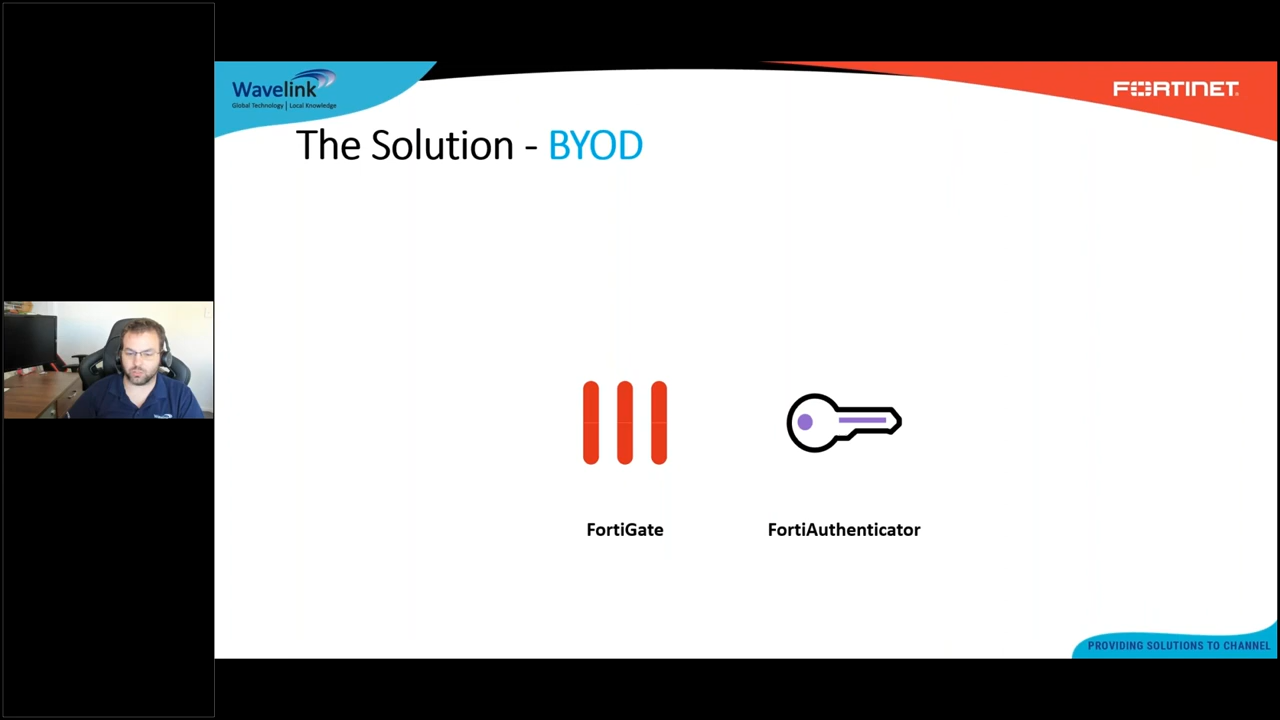 Wavelink
Global Technology | Local Knowledge
FORTINET
The Solution - BYOD
FortiGate
FortiAuthenticator
PROVIDING SOLUTIONS TO CHANNEL